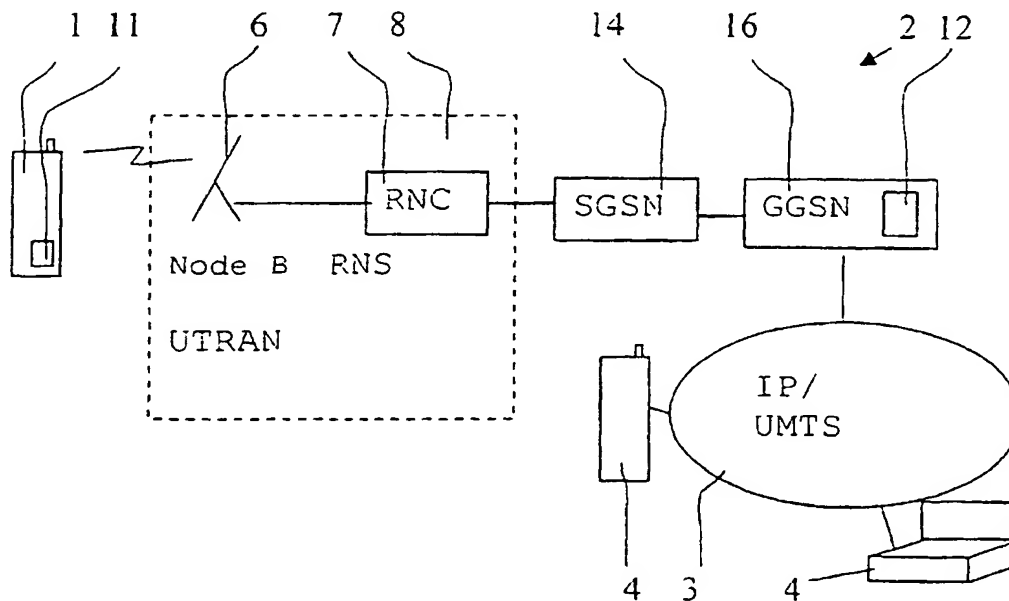 1 11 6 7 8 14 16 2 12
RNC SGSN GGSN
Node B RNS
UTRAN
IP/
UMTS
4 3 4